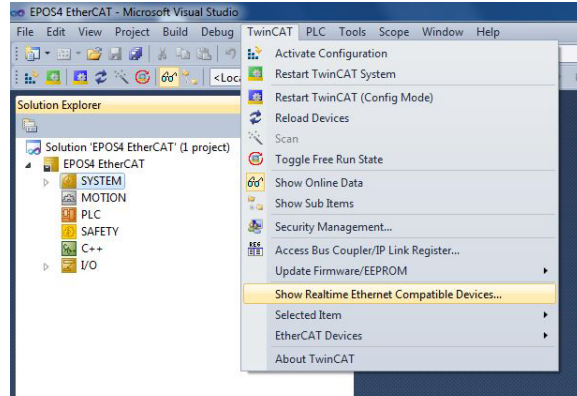 EPOS4 EtherCAT - Microsoft Visual Studio
File Edit View Project Build Debug TwinCAT PLC Tools Scope Window Help
<Loc
Solution Explorer
Solution 'EPOS4 EtherCAT' (1 project)
EPOS4 EtherCAT
SYSTEM
MOTION
PLC
SAFETY
C++
I/O
Activate Configuration
Restart TwinCAT System
Restart TwinCAT (Config Mode)
Reload Devices
Scan
Toggle Free Run State
Show Online Data
Show Sub Items
Security Management...
Access Bus Coupler/IP Link Register...
Update Firmware/EEPROM
Show Realtime Ethernet Compatible Devices...
Selected Item
EtherCAT Devices
About TwinCAT